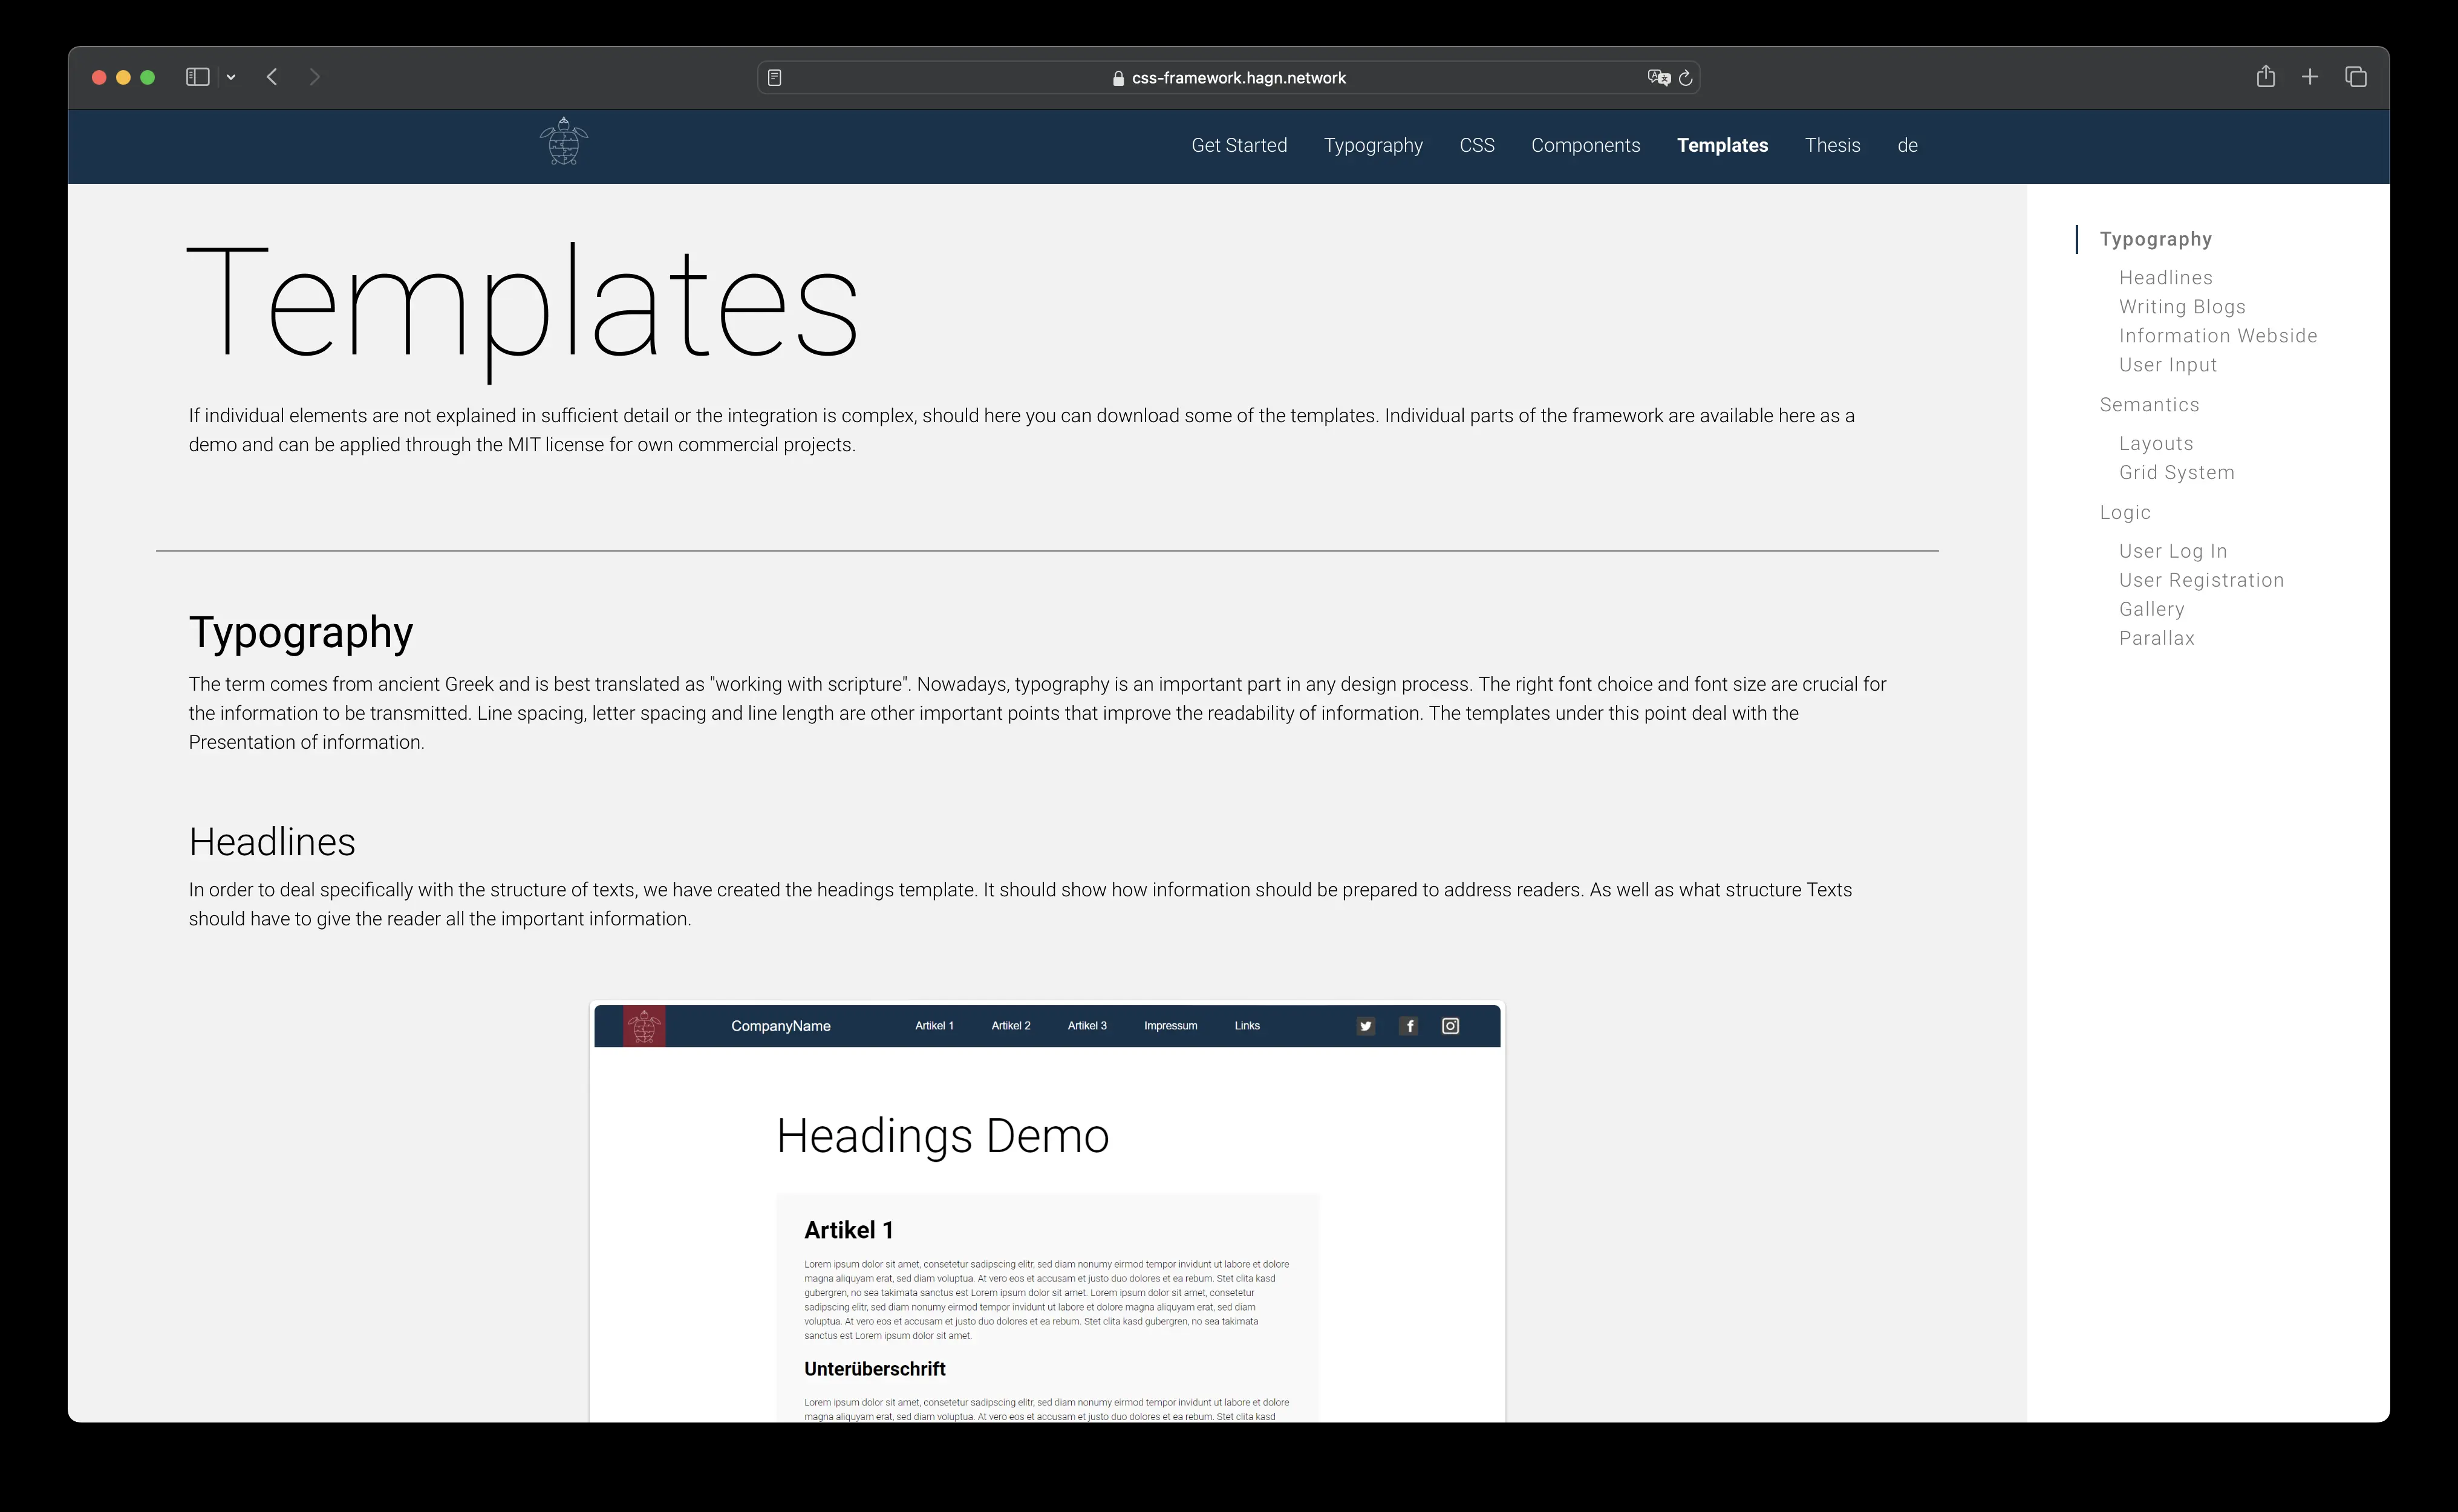 css-framework.hagn.network
Get Started Typography CSS Components Templates Thesis de
Templates
If individual elements are not explained in sufficient detail or the integration is complex, should here you can download some of the templates. Individual parts of the framework are available here as a
demo and can be applied through the MIT license for own commercial projects.
Typography
The term comes from ancient Greek and is best translated as "working with scripture". Nowadays, typography is an important part in any design process. The right font choice and font size are crucial for
the information to be transmitted. Line spacing, letter spacing and line length are other important points that improve the readability of information. The templates under this point deal with the
Presentation of information.
Headlines
In order to deal specifically with the structure of texts, we have created the headings template. It should show how information should be prepared to address readers. As well as what structure Texts
should have to give the reader all the important information.
CompanyName Artikel 1 Artikel 2 Artikel 3 Impressum Links
Headings Demo
Artikel 1
Lorem ipsum dolor sit amet, consetetur sadipscing elitr, sed diam nonumy eirmod tempor invidunt ut labore et dolore
magna aliquyam erat, sed diam voluptua. At vero eos et accusam et justo duo dolores et ea rebum. Stet clita kasd
gubergren, no sea takimata sanctus est Lorem ipsum dolor sit amet. Lorem ipsum dolor sit amet, consetetur
sadipscing elitr, sed diam nonumy eirmod tempor invidunt ut labore et dolore magna aliquyam erat, sed diam
voluptua. At vero eos et accusam et justo duo dolores et ea rebum. Stet clita kasd gubergren, no sea takimata
sanctus est Lorem ipsum dolor sit amet.
Unterüberschrift
Lorem ipsum dolor sit amet, consetetur sadipscing elitr, sed diam nonumy eirmod tempor invidunt ut labore et dolore
magna aliquyam erat, sed diam voluptua. At vero eos et accusam et justo duo dolores et ea rebum. Stet clita kasd
Typography
Headlines
Writing Blogs
Information Webside
User Input
Semantics
Layouts
Grid System
Logic
User Log In
User Registration
Gallery
Parallax